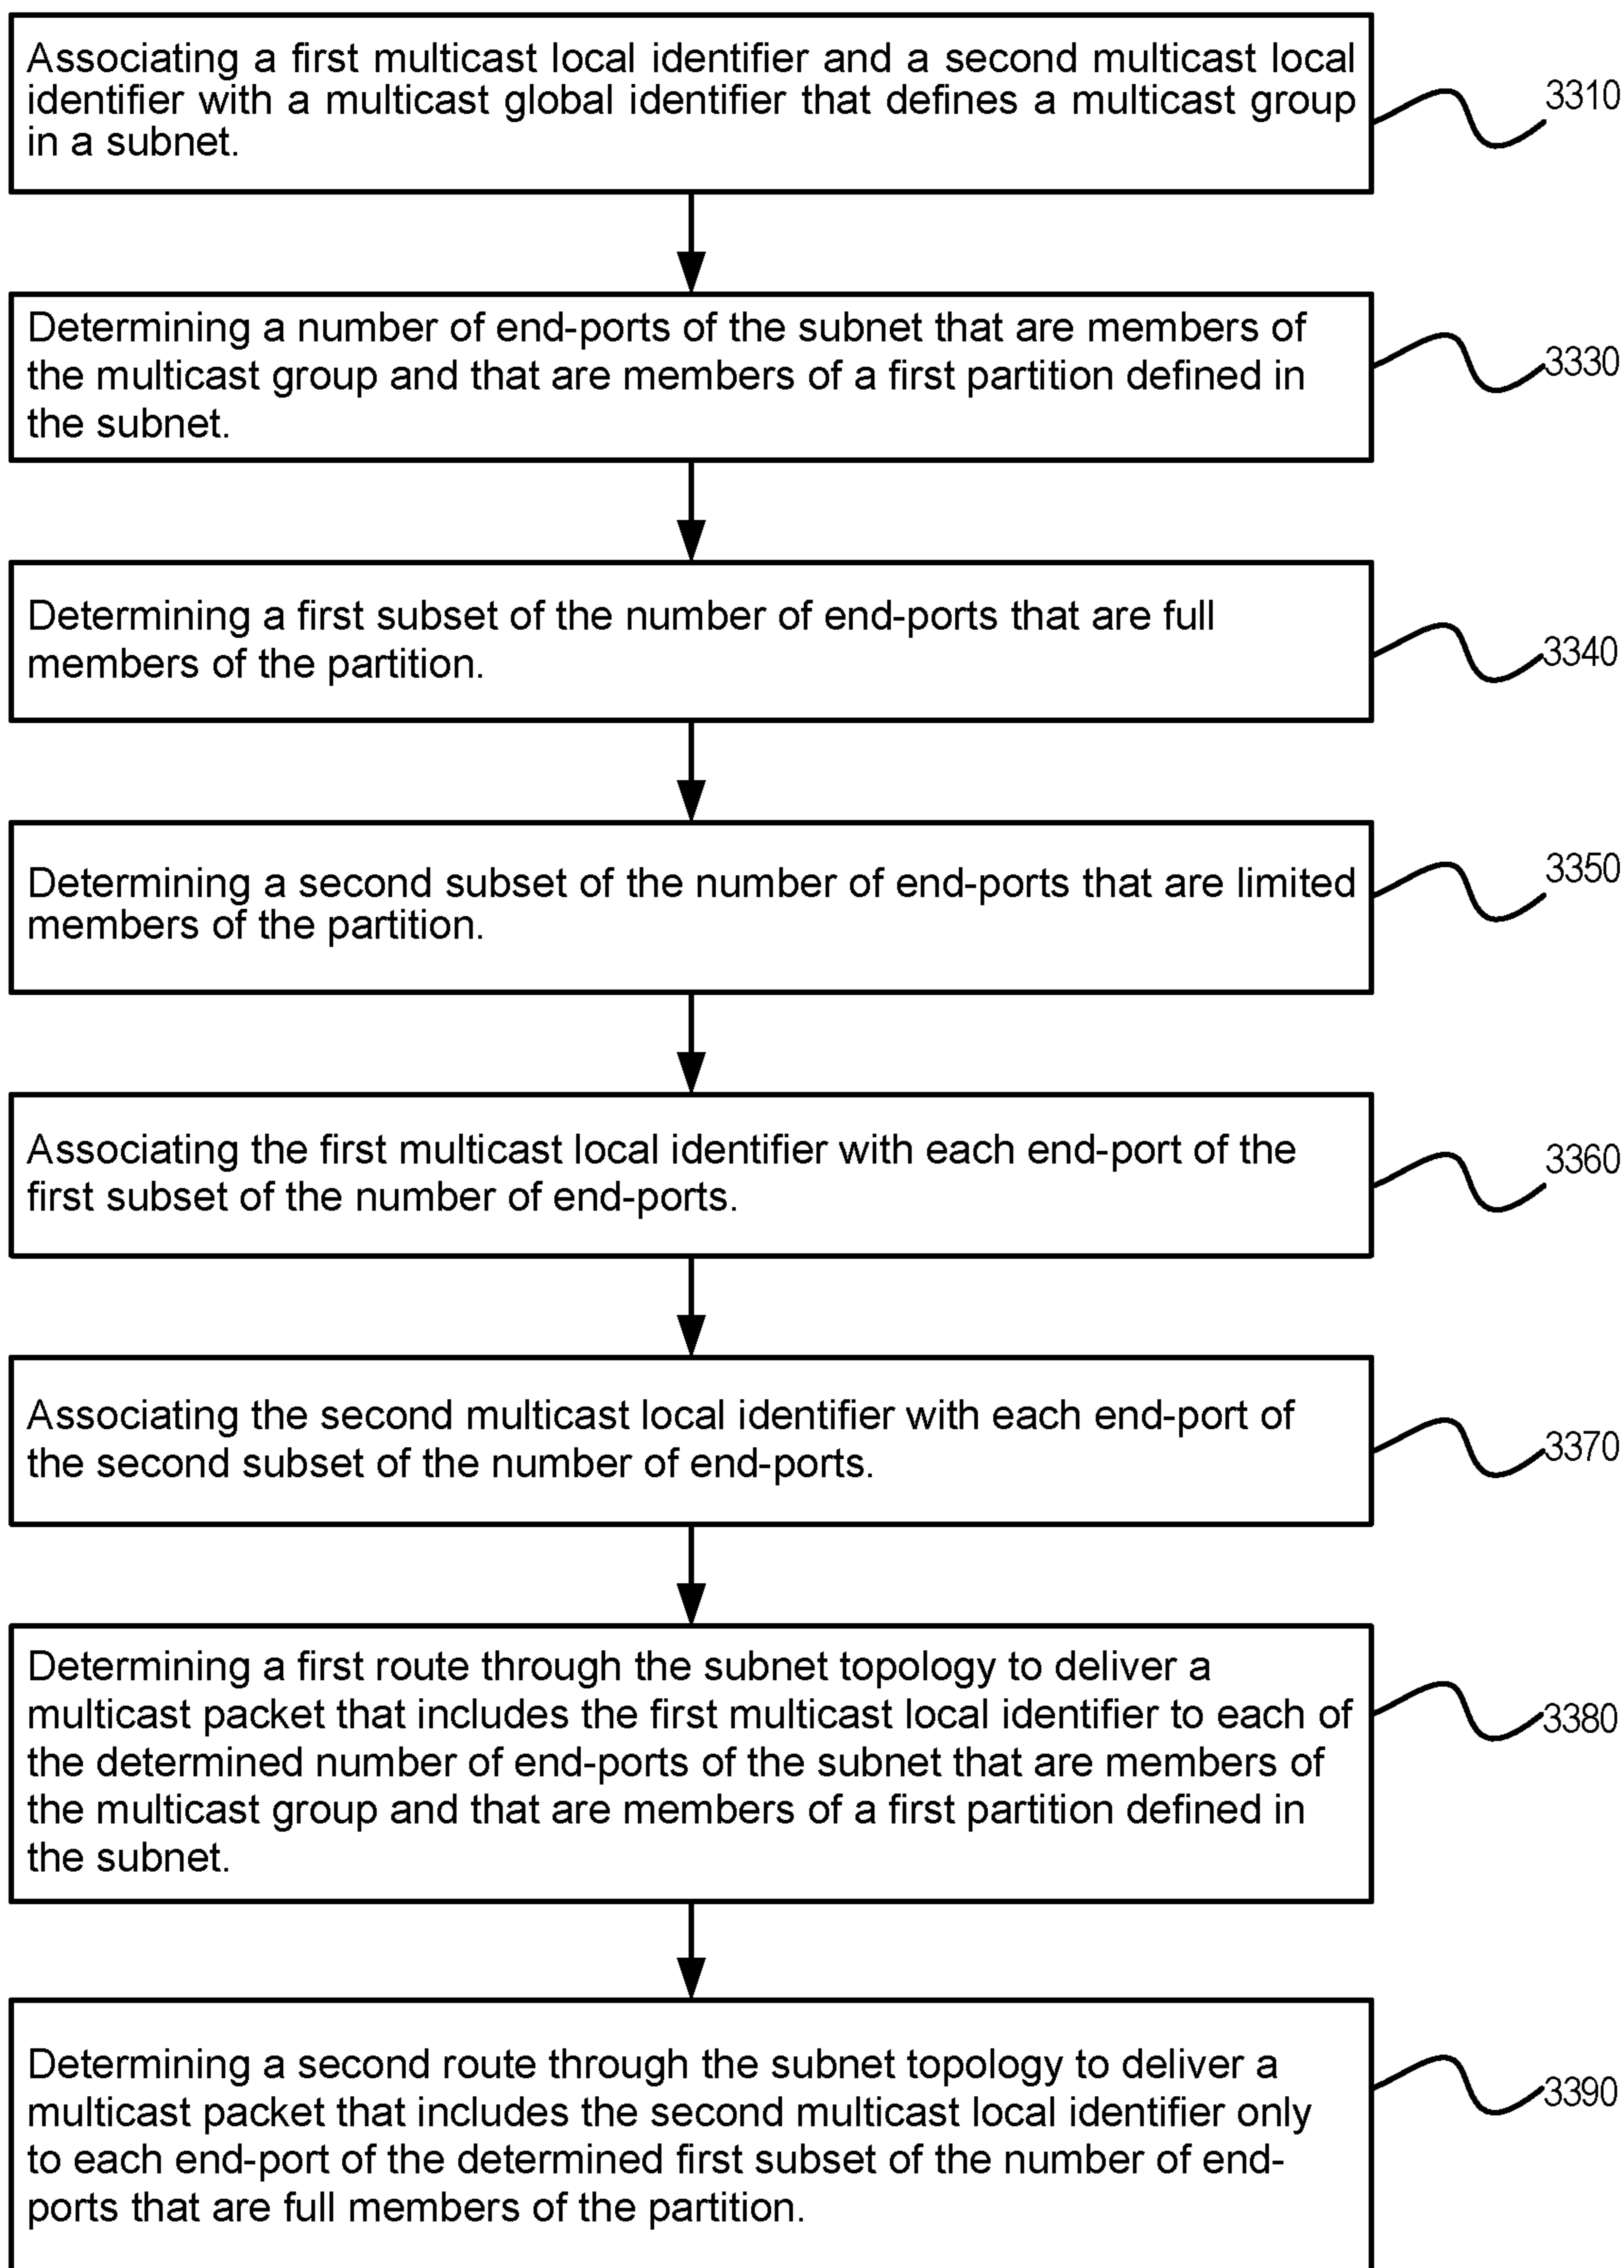 Associating a first multicast local identifier and a second multicast local
identifier with a multicast global identifier that defines a multicast group
in a subnet.
3310
Determining a number of end-ports of the subnet that are members of
the multicast group and that are members of a first partition defined in
the subnet.
3330
Determining a first subset of the number of end-ports that are full
members of the partition.
3340
Determining a second subset of the number of end-ports that are limited
members of the partition.
3350
Associating the first multicast local identifier with each end-port of the
first subset of the number of end-ports.
3360
Associating the second multicast local identifier with each end-port of
the second subset of the number of end-ports.
3370
Determining a first route through the subnet topology to deliver a
multicast packet that includes the first multicast local identifier to each of
the determined number of end-ports of the subnet that are members of
the multicast group and that are members of a first partition defined in
the subnet.
3380
Determining a second route through the subnet topology to deliver a
multicast packet that includes the second multicast local identifier only
to each end-port of the determined first subset of the number of end-
ports that are full members of the partition.
3390